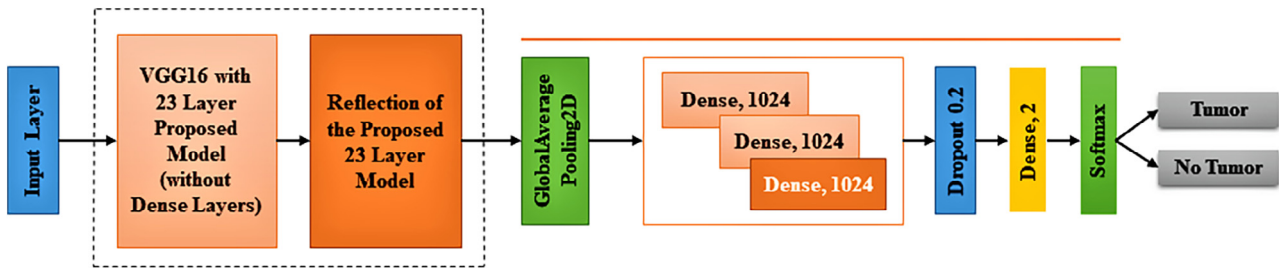 Input Layer
VGG16 with
23 Layer
Proposed
Model
(without
Dense Layers)
Reflection of
the Proposed
23 Layer
Model
GlobalAverage
Pooling2D
Dense, 1024
Dense, 1024
Dense, 1024
Dropout 0.2
Dense, 2
Softmax
Tumor
No Tumor